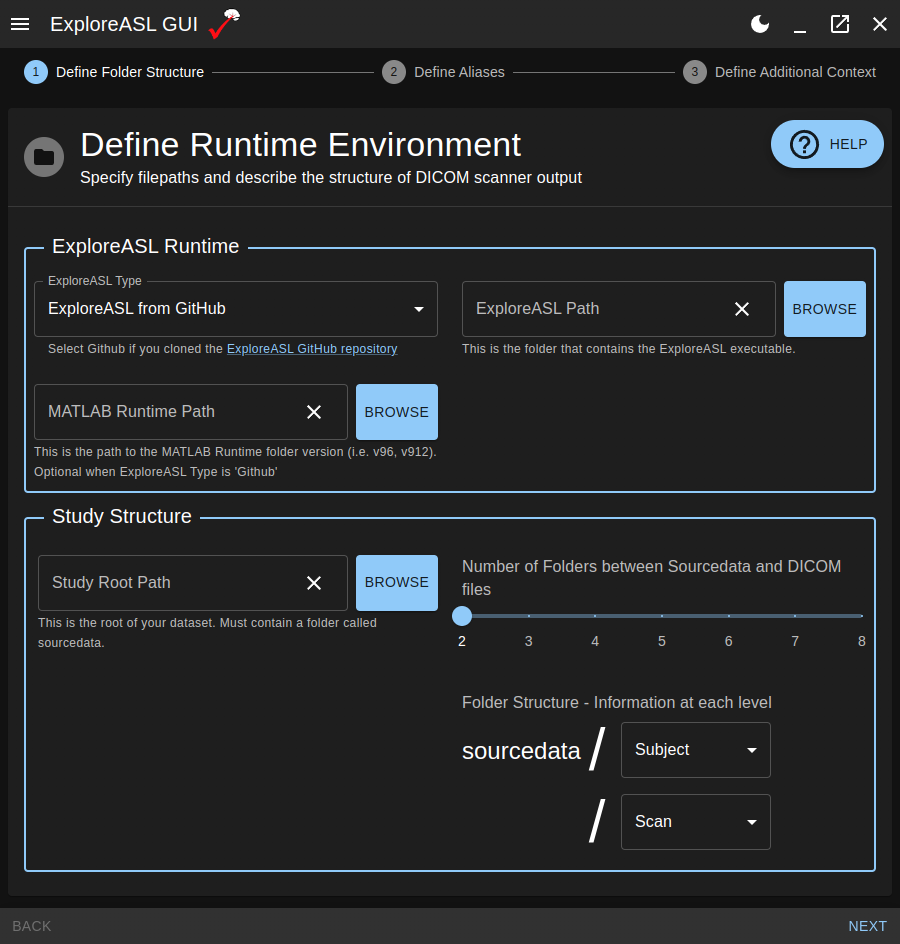 ExploreASL GUI
1 Define Folder Structure
2 Define Aliases
3 Define Additional Context
Define Runtime Environment
Specify filepaths and describe the structure of DICOM scanner output
HELP
ExploreASL Runtime
ExploreASL Type
ExploreASL from GitHub
Select Github if you cloned the ExploreASL GitHub repository
ExploreASL Path
BROWSE
This is the folder that contains the ExploreASL executable.
MATLAB Runtime Path
BROWSE
This is the path to the MATLAB Runtime folder version (i.e. v96, v912).
Optional when ExploreASL Type is 'Github'
Study Structure
Study Root Path
BROWSE
This is the root of your dataset. Must contain a folder called
sourcedata.
Number of Folders between Sourcedata and DICOM
files
2 3 4 5 6 7 8
Folder Structure - Information at each level
sourcedata / Subject
/ Scan
BACK
NEXT